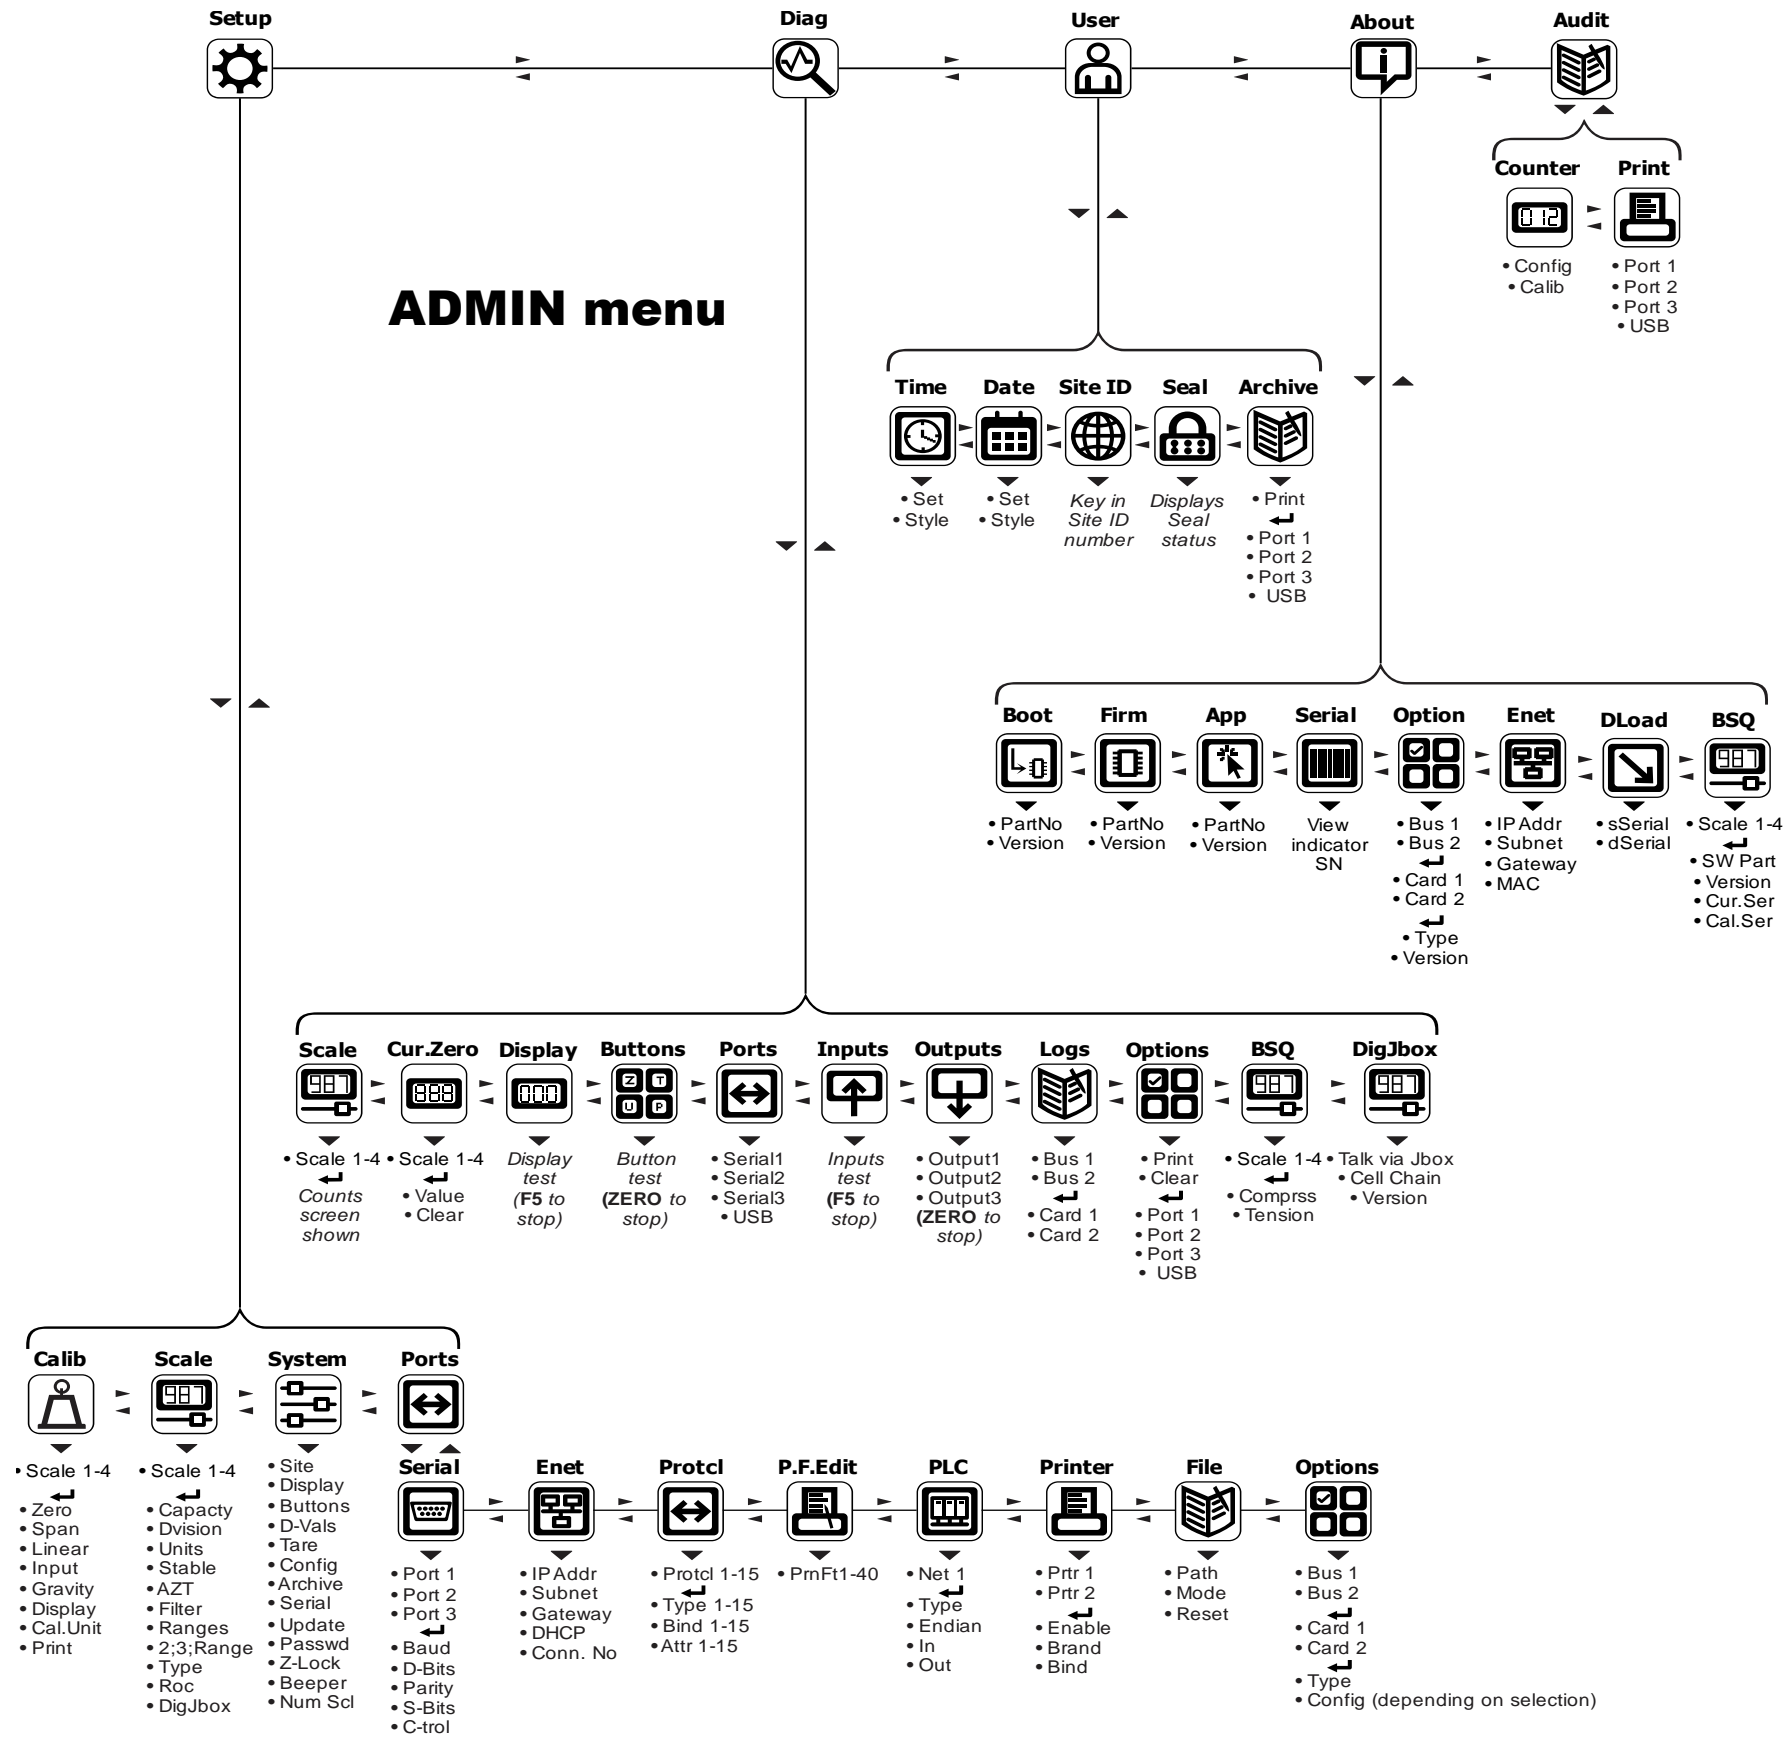 Setup
Diag
User
About
Audit
Counter
Print
012
• Config
• Calib
• Port 1
• Port 2
• Port 3
• USB
ADMIN menu
Time
Date
Site ID
Seal
Archive
• Set
• Style
• Set
• Style
Key in
Site ID
number
Displays
Seal
status
• Print
• Port 1
• Port 2
• Port 3
• USB
Boot
Firm
App
Serial
Option
Enet
DLoad
BSQ
987
• PartNo
• Version
• PartNo
• Version
• PartNo
• Version
View
indicator
SN
• Bus 1
• Bus 2
• Card 1
• Card 2
• Type
• Version
• IP Addr
• Subnet
• Gateway
• MAC
• sSerial
• dSerial
• Scale 1-4
• SW Part
• Version
• Cur.Ser
• Cal.Ser
Scale
Cur.Zero
Display
Buttons
Ports
Inputs
Outputs
Logs
Options
BSQ
DigJbox
987
888
000
Z T
U P
987
987
• Scale 1-4
Counts
screen
shown
• Scale 1-4
• Value
• Clear
Display
test
(F5 to
stop)
Button
test
(ZERO to
stop)
• Serial1
• Serial2
• Serial3
• USB
Inputs
test
(F5 to
stop)
• Output1
• Output2
• Output3
(ZERO to
stop)
• Bus 1
• Bus 2
• Card 1
• Card 2
• Print
• Clear
• Port 1
• Port 2
• Port 3
• USB
• Scale 1-4
• Comprss
• Tension
• Talk via Jbox
• Cell Chain
• Version
Calib
Scale
System
Ports
987
• Scale 1-4
• Zero
• Span
• Linear
• Input
• Gravity
• Display
• Cal.Unit
• Print
• Scale 1-4
• Capacty
• Dvision
• Units
• Stable
• AZT
• Filter
• Ranges
• 2;3;Range
• Type
• Roc
• DigJbox
• Site
• Display
• Buttons
• D-Vals
• Tare
• Config
• Archive
• Serial
• Update
• Passwd
• Z-Lock
• Beeper
• Num Scl
Serial
Enet
Protcl
P.F.Edit
PLC
Printer
File
Options
• Port 1
• Port 2
• Port 3
• Baud
• D-Bits
• Parity
• S-Bits
• C-trol
• IP Addr
• Subnet
• Gateway
• DHCP
• Conn. No
• Protcl 1-15
• Type 1-15
• Bind 1-15
• Attr 1-15
• PrnFt1-40
• Net 1
• Type
• Endian
• In
• Out
• Prtr 1
• Prtr 2
• Enable
• Brand
• Bind
• Path
• Mode
• Reset
• Bus 1
• Bus 2
• Card 1
• Card 2
• Type
• Config (depending on selection)